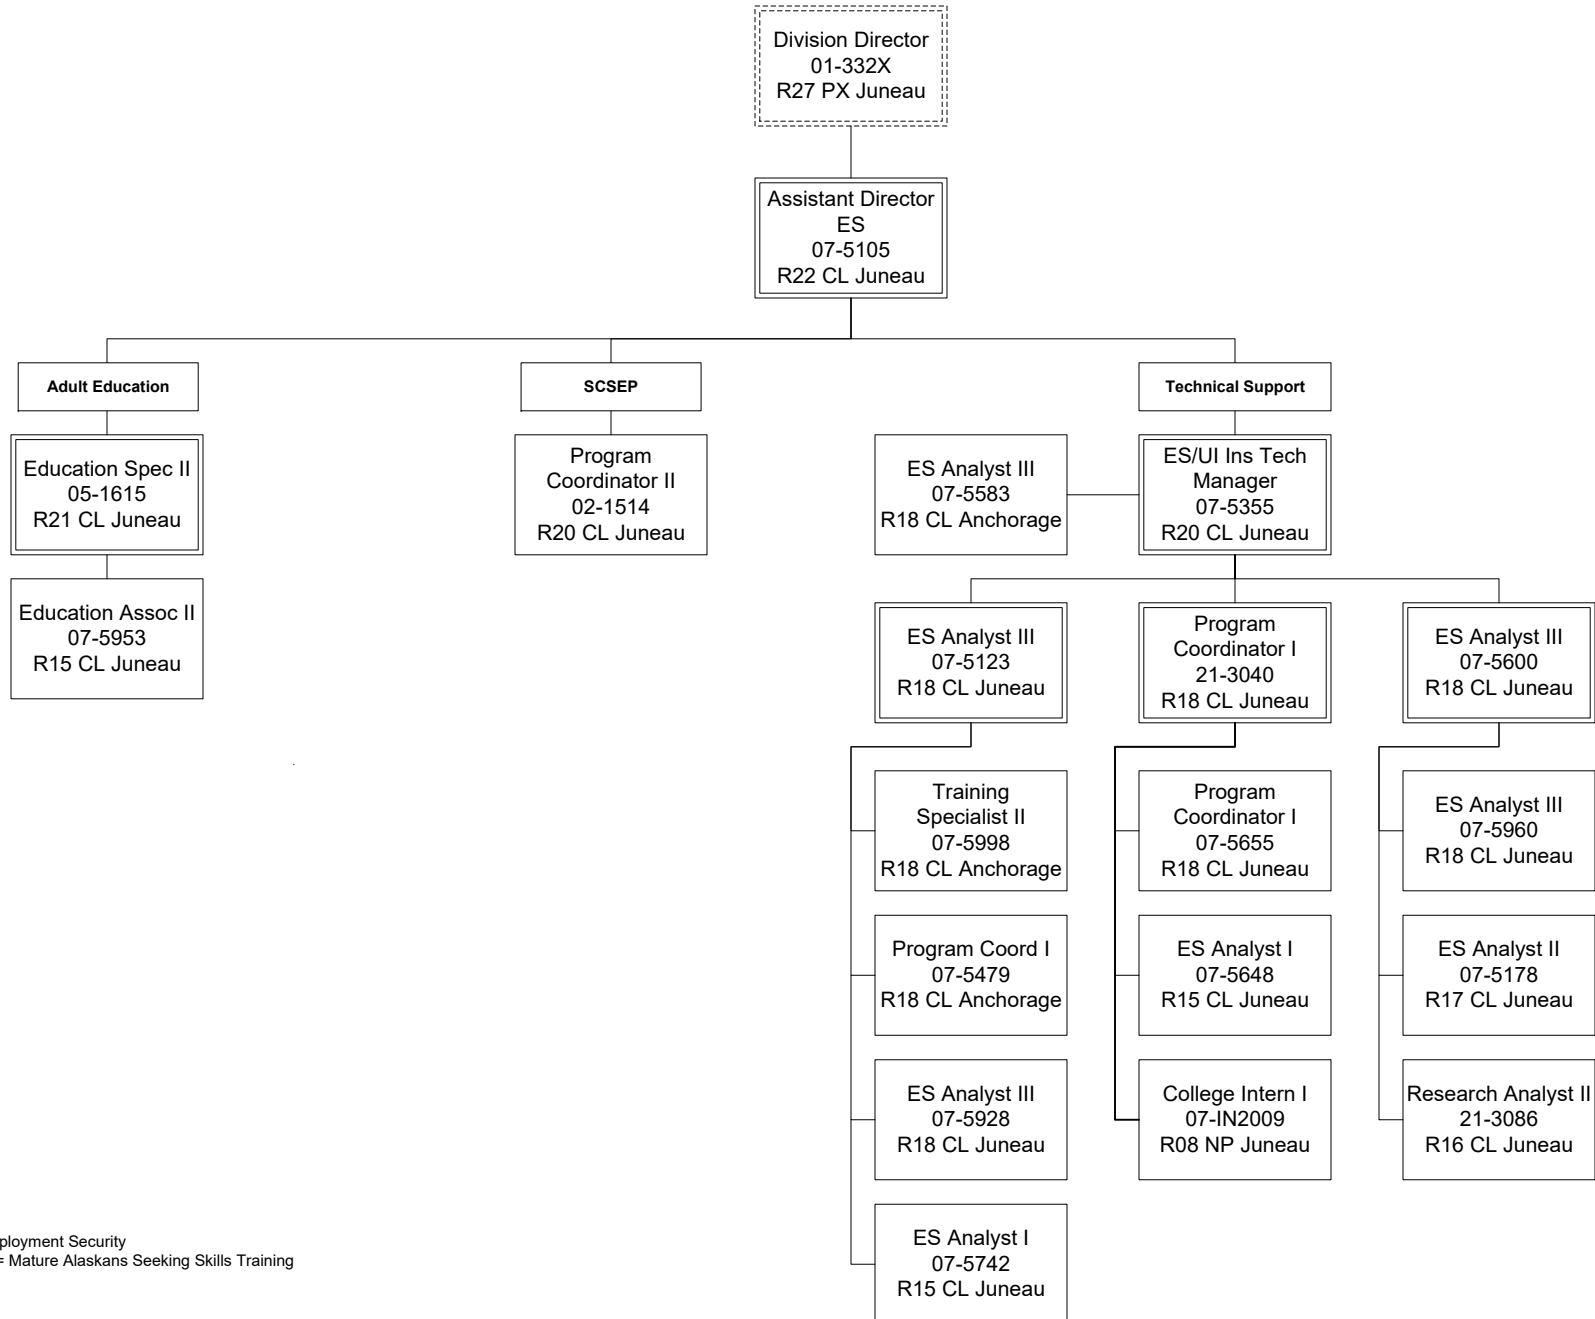 Division Director
01-332X
R27 PX Juneau
Assistant Director
ES
07-5105
R22 CL Juneau
Adult Education
SCSEP
Technical Support
Education Spec II
05-1615
R21 CL Juneau
Program
Coordinator II
02-1514
R20 CL Juneau
ES Analyst III
07-5583
R18 CL Anchorage
ES/UI Ins Tech
Manager
07-5355
R20 CL Juneau
Education Assoc II
07-5953
R15 CL Juneau
ES Analyst III
07-5123
R18 CL Juneau
Program
Coordinator I
21-3040
R18 CL Juneau
ES Analyst III
07-5600
R18 CL Juneau
Training
Specialist II
07-5998
R18 CL Anchorage
Program
Coordinator I
07-5655
R18 CL Juneau
ES Analyst III
07-5960
R18 CL Juneau
Program Coord I
07-5479
R18 CL Anchorage
ES Analyst I
07-5648
R15 CL Juneau
ES Analyst II
07-5178
R17 CL Juneau
ES Analyst III
07-5928
R18 CL Juneau
College Intern I
07-IN2009
R08 NP Juneau
Research Analyst II
21-3086
R16 CL Juneau
ES Analyst I
07-5742
R15 CL Juneau
ployment Security
= Mature Alaskans Seeking Skills Training